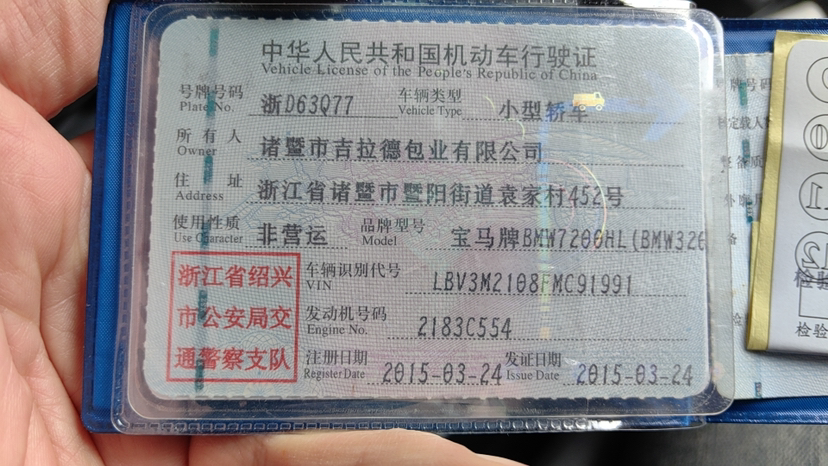 中华人民共和国机动车行驶证
Vehicle License of the People's Republic of China
号牌号码 浙D63Q77 车辆类型 小型轿车
Plate No. Vehicle Type
所有人 诸暨市吉拉德包业有限公司
Owner
住址 浙江省诸暨市暨阳街道袁家村452号
Address
使用性质 非营运 品牌型号 宝马牌BMW7200HL(BMW320
Use Character Model
浙江省绍兴
市公安局交
通警察支队
车辆识别代号 LBV3M2108FMC91991
VIN
发动机号码 2183C554
Engine No.
注册日期 2015-03-24 发证日期 2015-03-24
Register Date Issue Date
号牌号码
检验